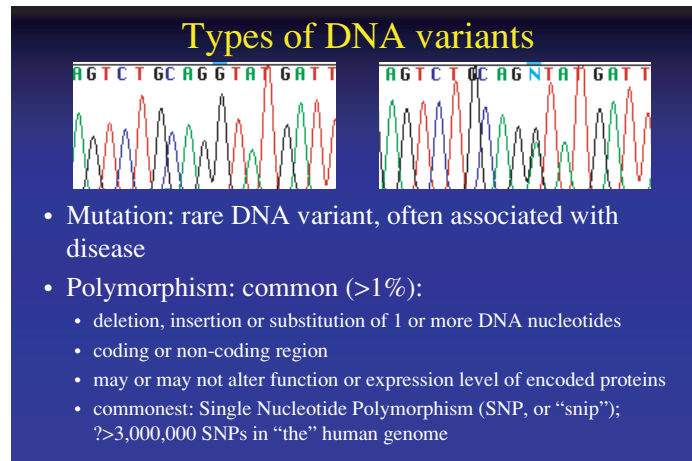 Types of DNA variants
AGTCTGCAGGTATGATT
AGTCTGCAGNTATGATT
• Mutation: rare DNA variant, often associated with
disease
• Polymorphism: common (>1%):
• deletion, insertion or substitution of 1 or more DNA nucleotides
• coding or non-coding region
• may or may not alter function or expression level of encoded proteins
• commonest: Single Nucleotide Polymorphism (SNP, or “snip”);
?>3,000,000 SNPs in “the” human genome